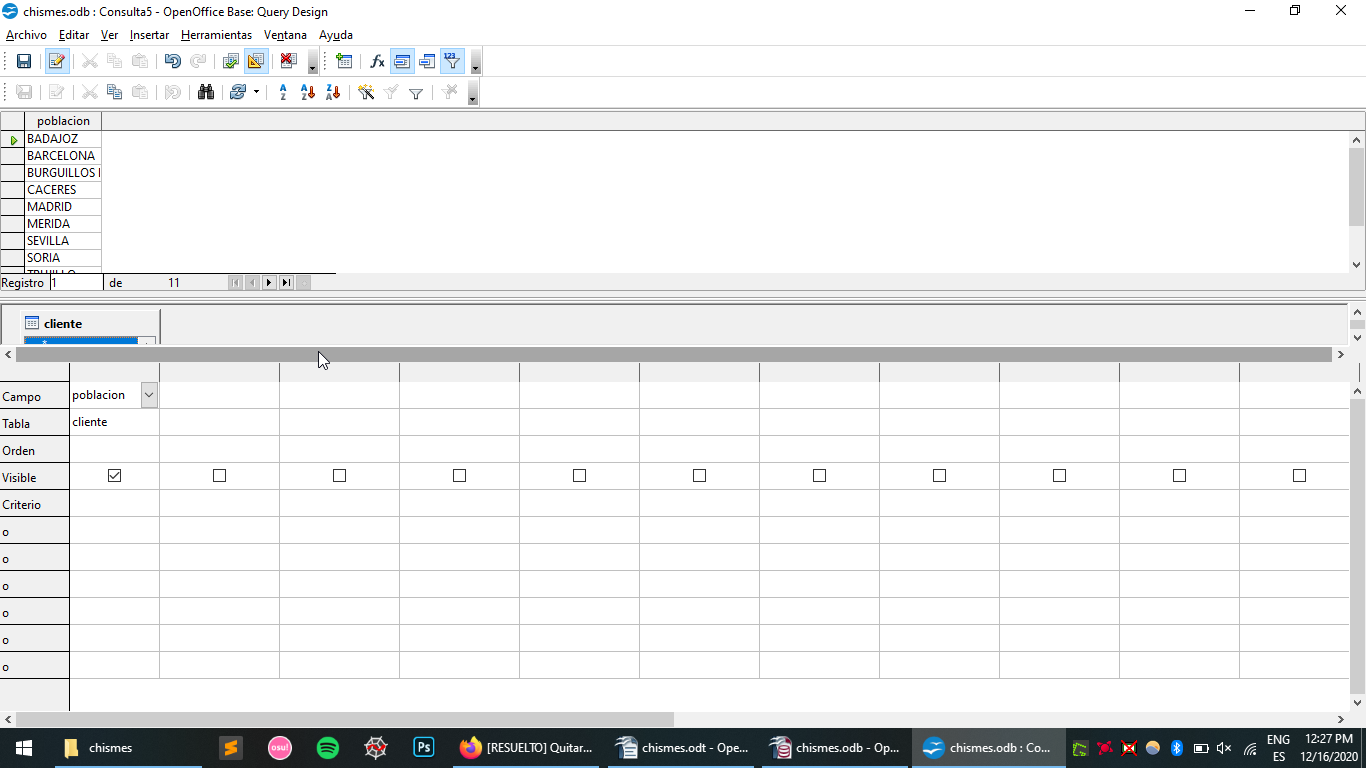 chismes.odb : Consulta5 - OpenOffice Base: Query Design
Archivo Editar Ver Insertar Herramientas Ventana Ayuda
poblacion
BADAJOZ
BARCELONA
BURGUILLOS
CACERES
MADRID
MERIDA
SEVILLA
SORIA
TRUJILLO
Registro 1 de 11
cliente
*
Campo poblacion
Tabla cliente
Orden
Visible
Criterio
o
o
o
o
o
o
chismes
osu!
Ps
[RESUELTO] Quitar...
chismes.odt - Ope...
chismes.odb - Op...
chismes.odb : Co...
ENG
ES
12:27 PM
12/16/2020